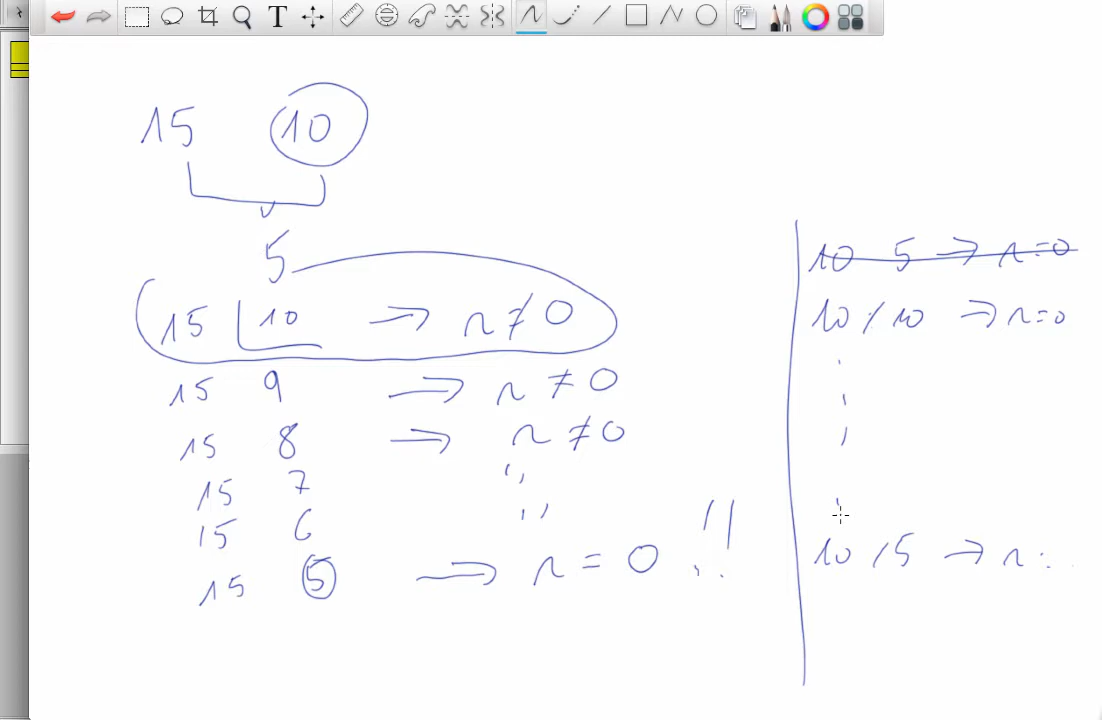 15 10
5
15 10 → r ≠ 0
15 9 → r ≠ 0
15 8 → r ≠ 0
15 7 ''
15 6 ''
15 5 → r = 0 !!
10 5 → r = 0
10 / 10 → r = 0
10 / 5 → r =